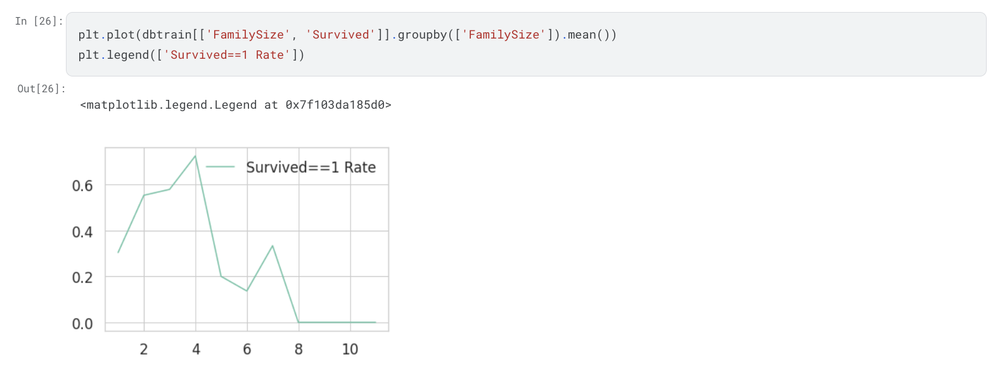 In [26]:
plt.plot(dbtrain[['FamilySize', 'Survived']].groupby(['FamilySize']).mean())
plt.legend(['Survived==1 Rate'])
Out[26]:
<matplotlib.legend.Legend at 0x7f103da185d0>
Survived==1 Rate
0.6
0.4
0.2
0.0
2 4 6 8 10